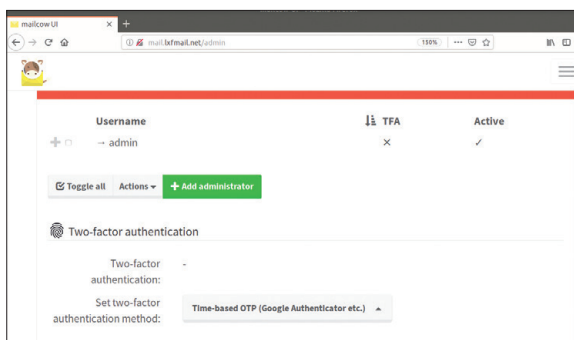 mailcow UI
mail.lxfmail.net/admin
110%
Username TFA Active
→ admin
Toggle all Actions Add administrator
Two-factor authentication
Two-factor authentication: -
Set two-factor authentication method: Time-based OTP (Google Authenticator etc.)